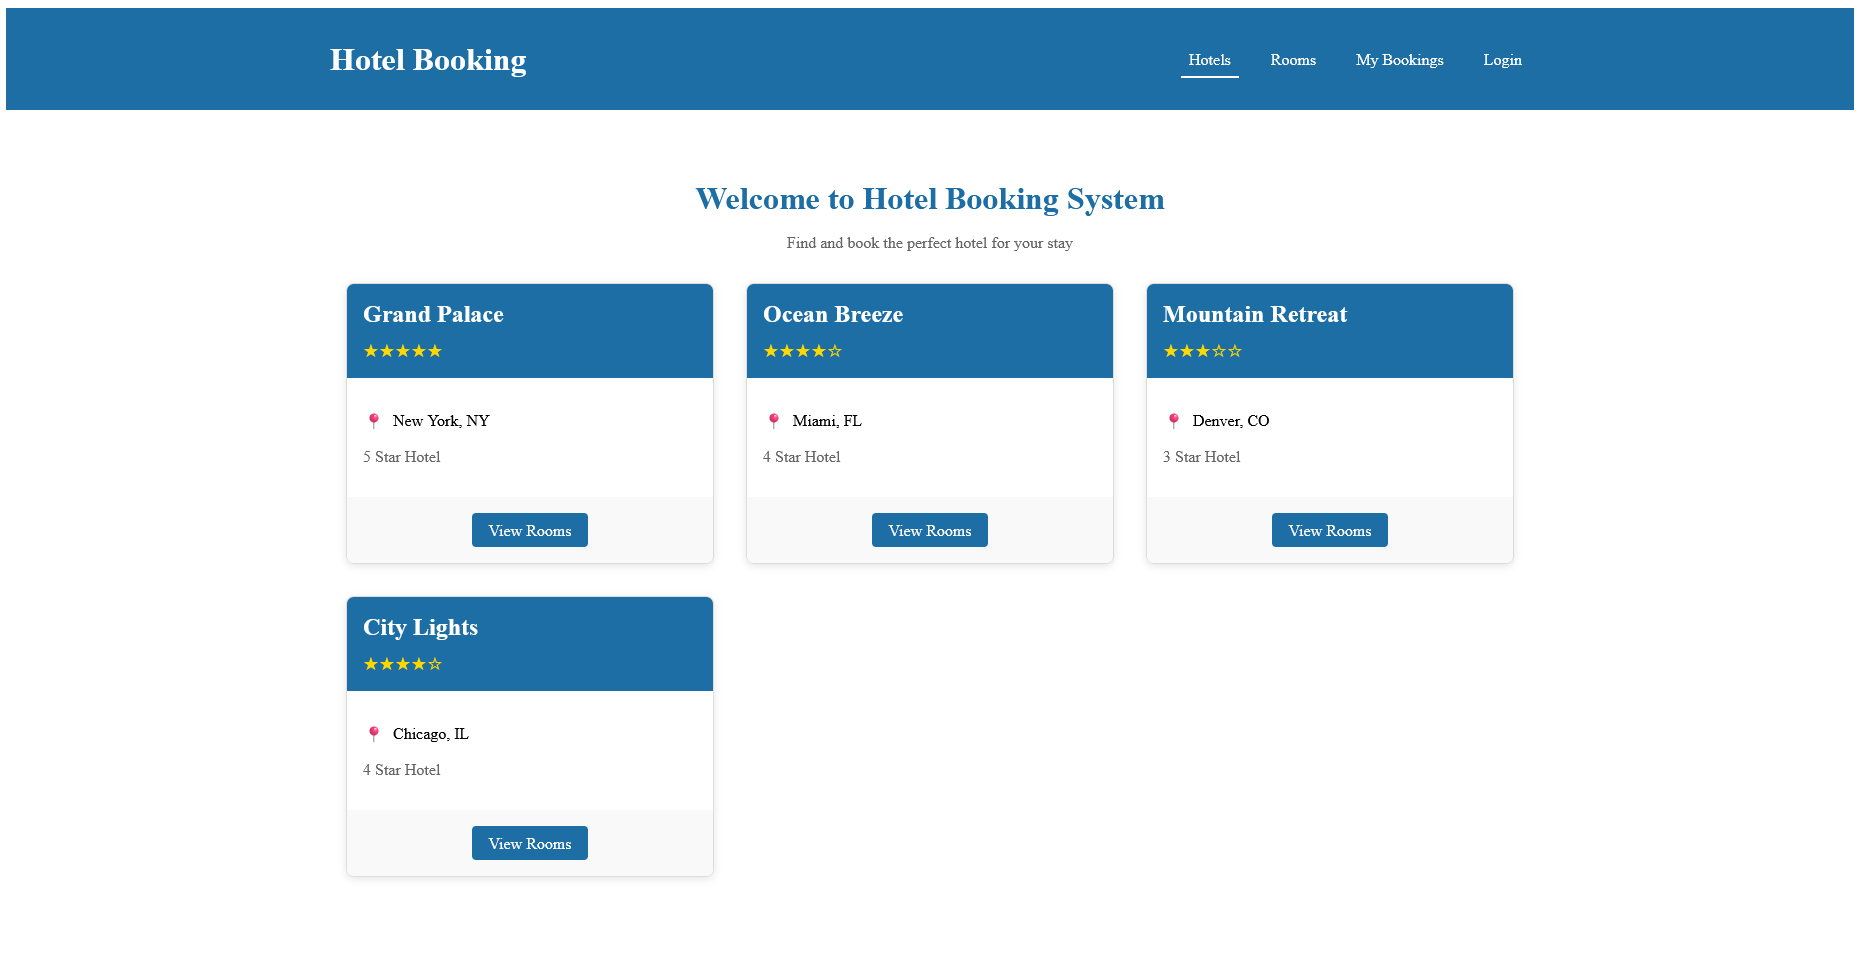 Hotel Booking
Hotels Rooms My Bookings Login
Welcome to Hotel Booking System
Find and book the perfect hotel for your stay
Grand Palace
★★★★★
New York, NY
5 Star Hotel
View Rooms
Ocean Breeze
★★★★☆
Miami, FL
4 Star Hotel
View Rooms
Mountain Retreat
★★★☆☆
Denver, CO
3 Star Hotel
View Rooms
City Lights
★★★★☆
Chicago, IL
4 Star Hotel
View Rooms